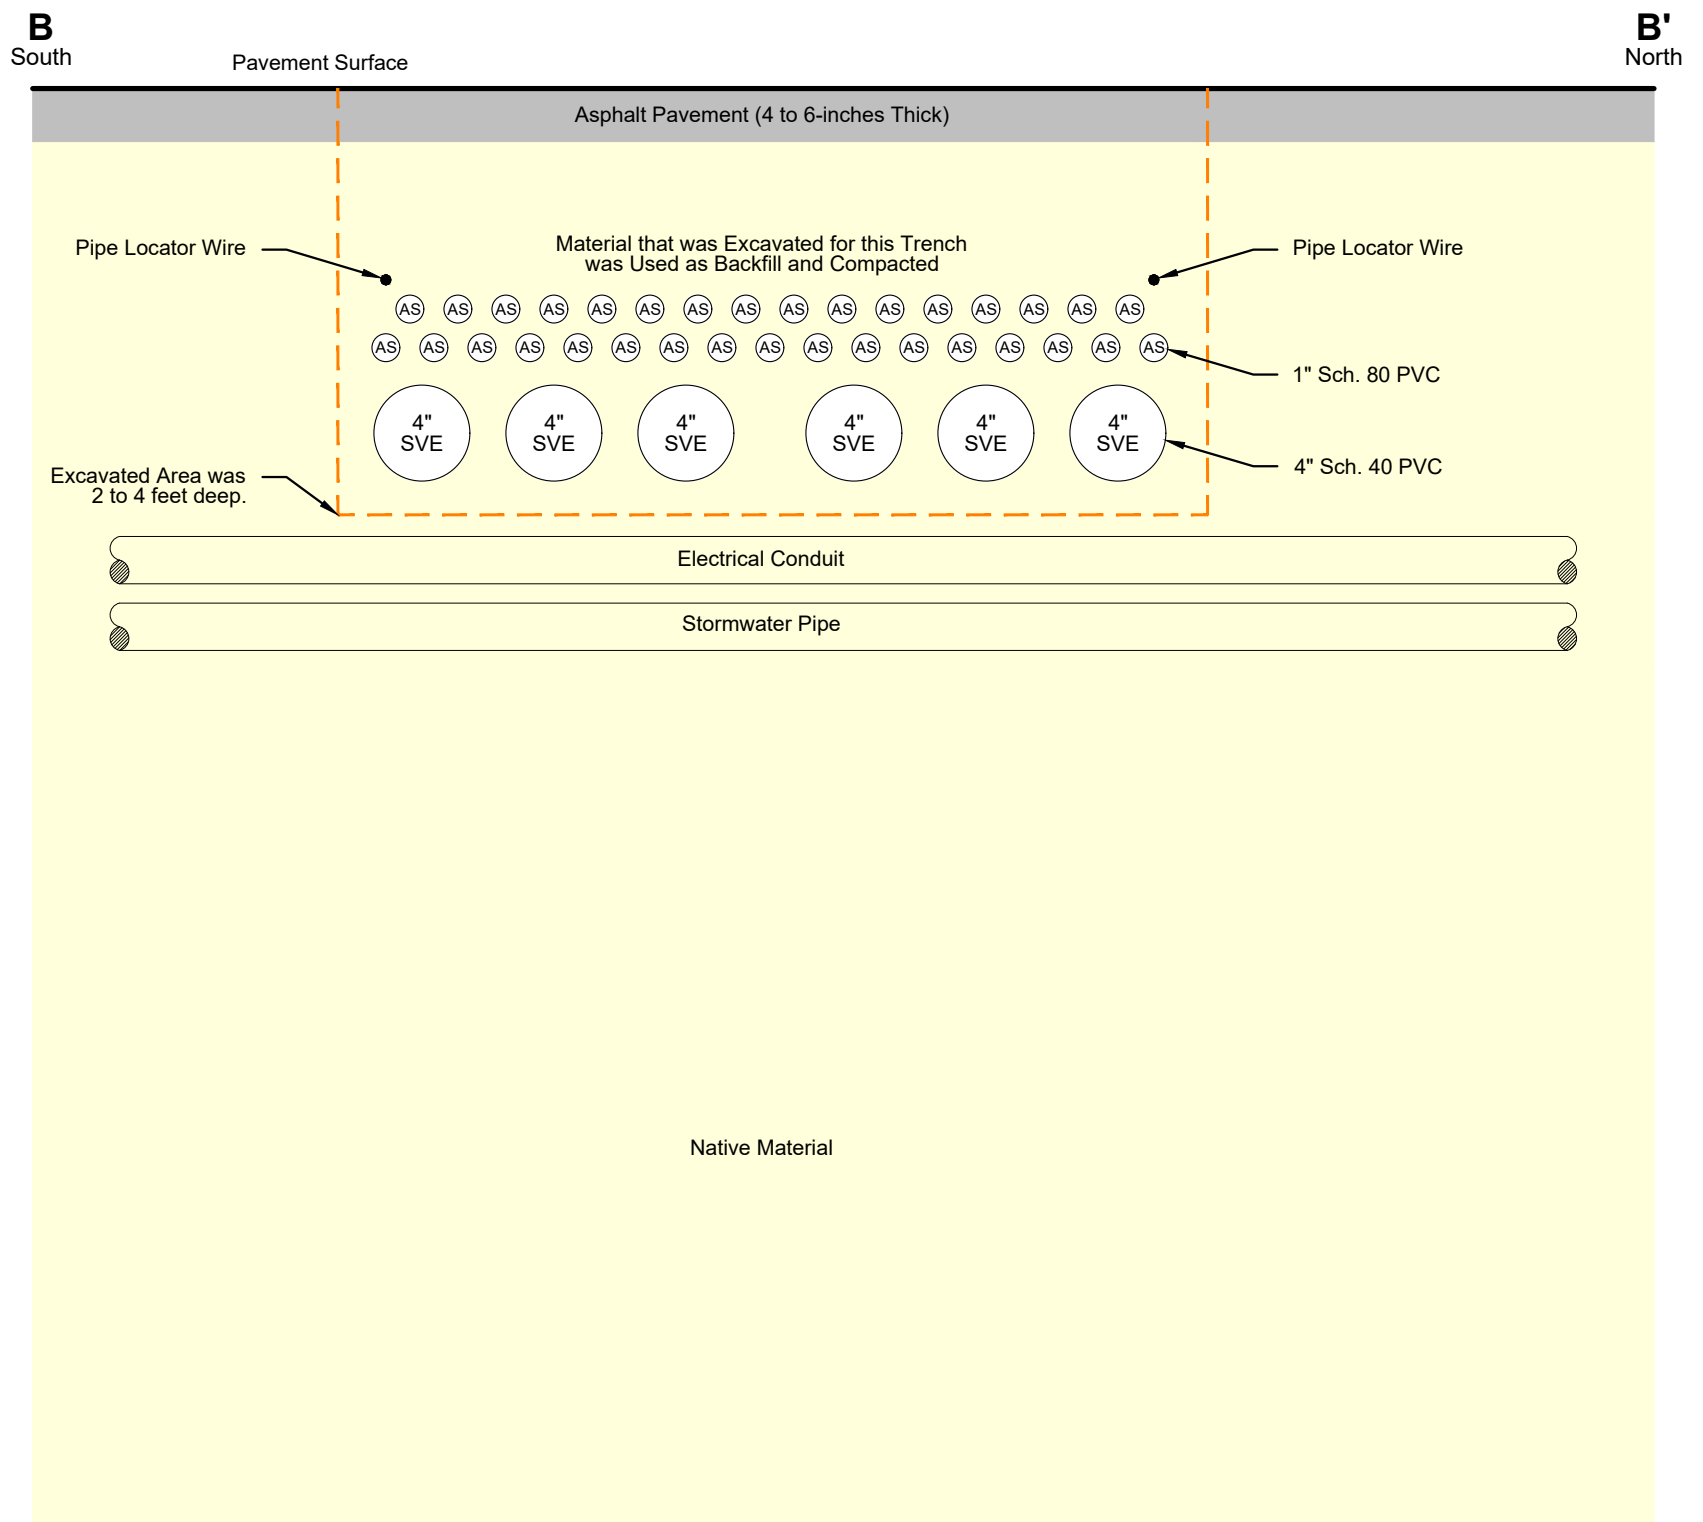 B
South
B'
North
Pavement Surface
Asphalt Pavement (4 to 6-inches Thick)
Pipe Locator Wire
Material that was Excavated for this Trench
was Used as Backfill and Compacted
Pipe Locator Wire
AS AS AS AS AS AS AS AS AS AS AS AS AS AS AS AS
AS AS AS AS AS AS AS AS AS AS AS AS AS AS AS AS AS
1" Sch. 80 PVC
4" 4" 4" 4" 4" 4"
SVE SVE SVE SVE SVE SVE
4" Sch. 40 PVC
Excavated Area was
2 to 4 feet deep.
Electrical Conduit
Stormwater Pipe
Native Material